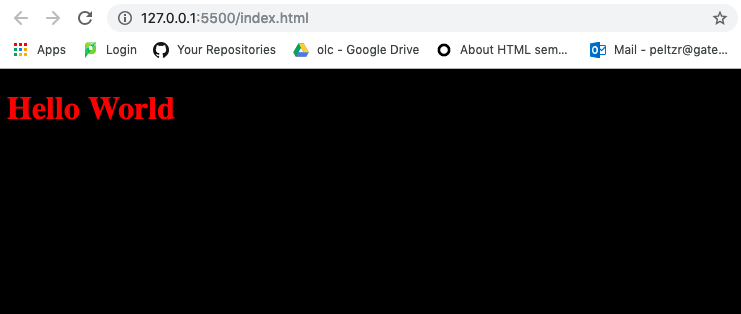 127.0.0.1:5500/index.html
Apps Login Your Repositories olc - Google Drive About HTML sem... Mail - peltzr@gate...
Hello World